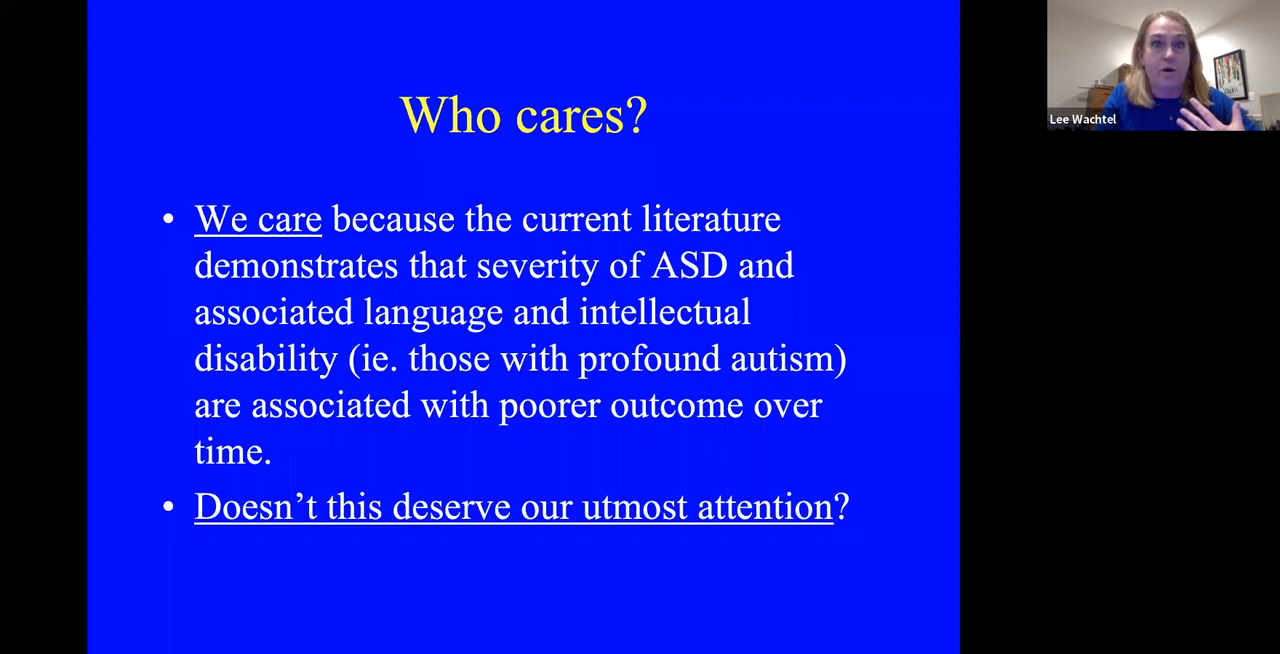 Who cares?
• We care because the current literature
demonstrates that severity of ASD and
associated language and intellectual
disability (ie. those with profound autism)
are associated with poorer outcome over
time.
• Doesn’t this deserve our utmost attention?
Lee Wachtel